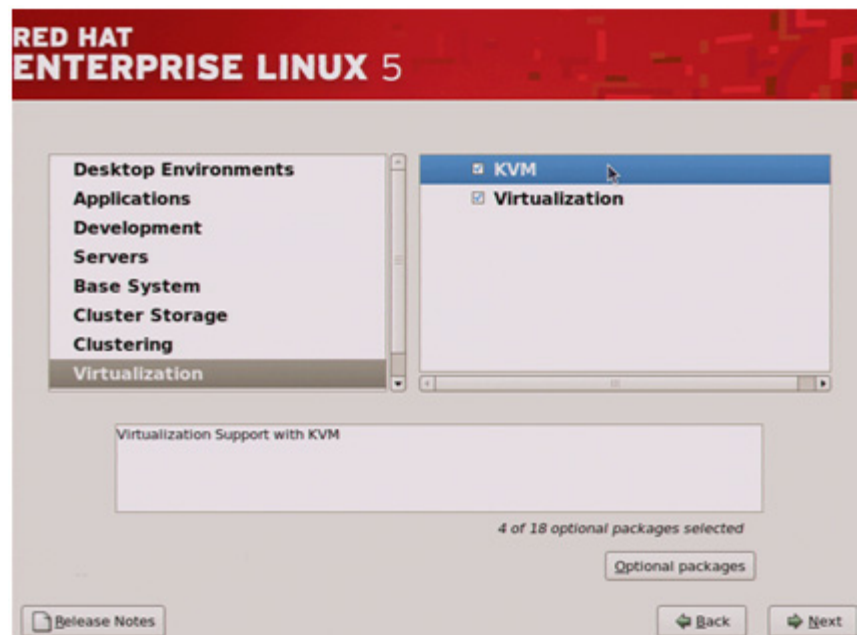 RED HAT
ENTERPRISE LINUX 5
Desktop Environments
Applications
Development
Servers
Base System
Cluster Storage
Clustering
Virtualization
KVM
Virtualization
Virtualization Support with KVM
4 of 18 optional packages selected
Optional packages
Release Notes
Back
Next